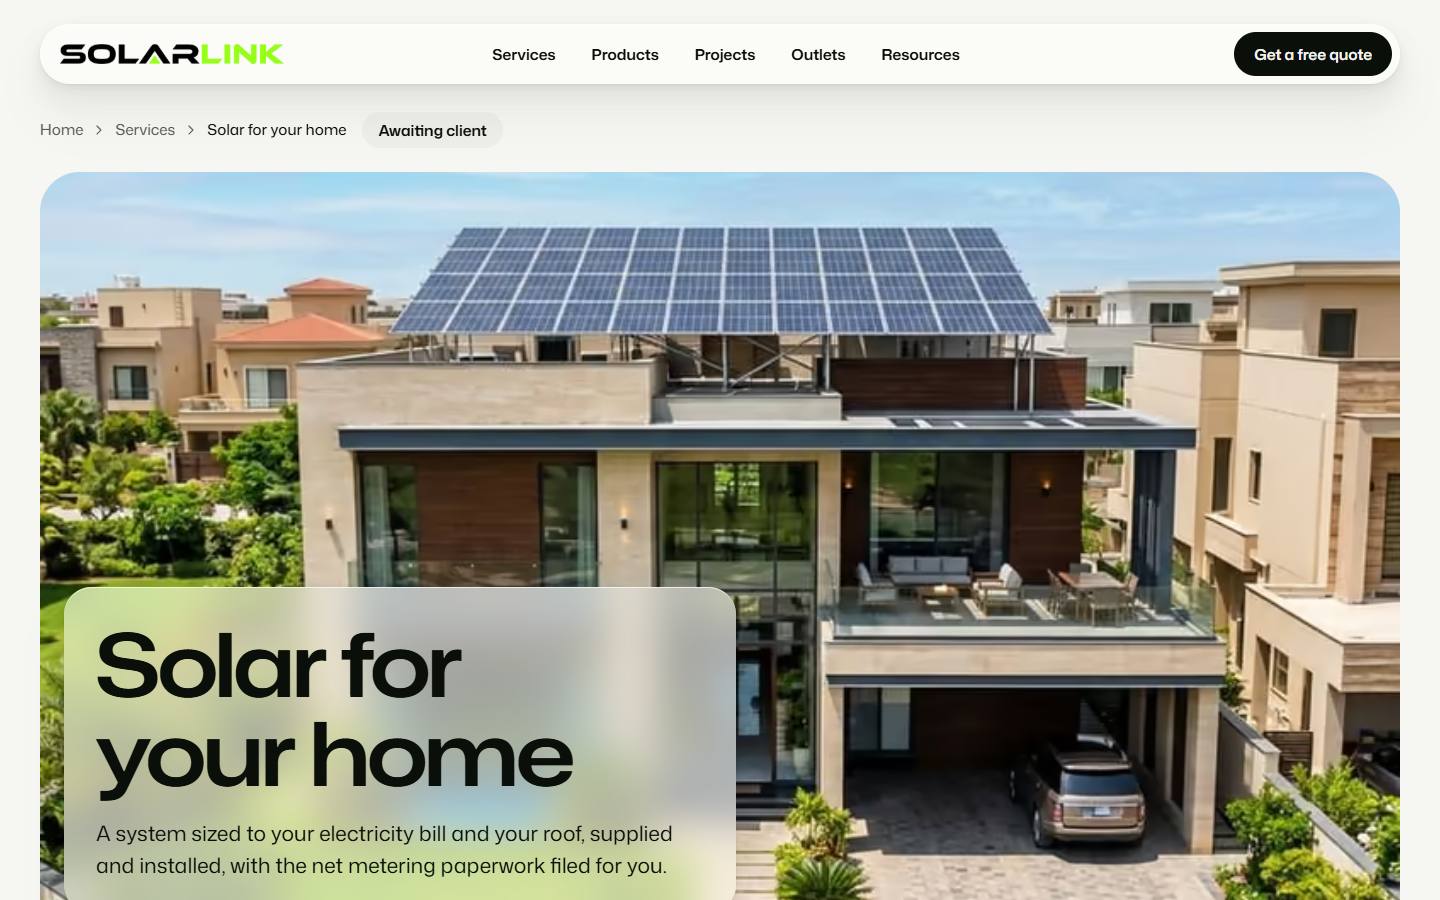 SOLARLINK
Services
Products
Projects
Outlets
Resources
Get a free quote
Home
Services
Solar for your home
Awaiting client
Solar for
your home
A system sized to your electricity bill and your roof, supplied
and installed, with the net metering paperwork filed for you.